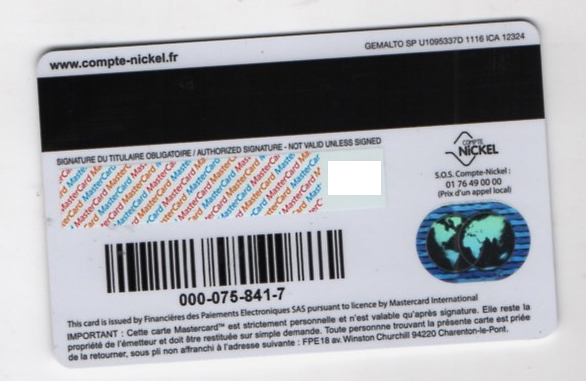 www.compte-nickel.fr
GEMALTO SP U1095337D 1116 ICA 12324
SIGNATURE DU TITULAIRE OBLIGATOIRE / AUTHORIZED SIGNATURE - NOT VALID UNLESS SIGNED
MasterCard MasterCard MasterCard
COMPTE
NiCKEL
S.O.S. Compte-Nickel :
01 76 49 00 00
(Prix d'un appel local)
000-075-841-7
This card is issued by Financières des Paiements Electroniques SAS pursuant to licence by Mastercard International
IMPORTANT : Cette carte Mastercard™ est strictement personnelle et n'est valable qu'après signature. Elle reste la
propriété de l'émetteur et doit être restituée sur simple demande. Toute personne trouvant la présente carte est priée
de la retourner, sous pli non affranchi à l'adresse suivante : FPE 18 av. Winston Churchill 94220 Charenton-le-Pont.